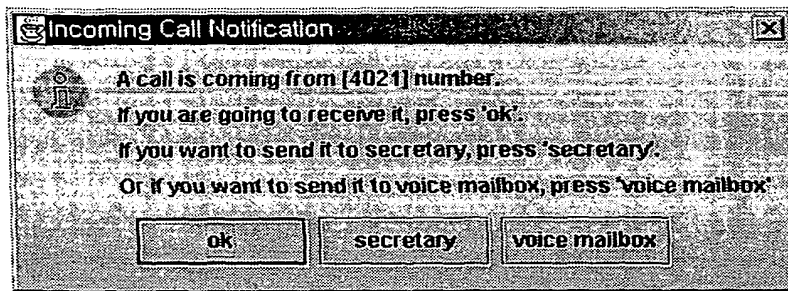 Incoming Call Notification
A call is coming from [4021] number.
If you are going to receive it, press 'ok'.
If you want to send it to secretary, press 'secretary'.
Or if you want to send it to voice mailbox, press 'voice mailbox'
ok secretary voice mailbox